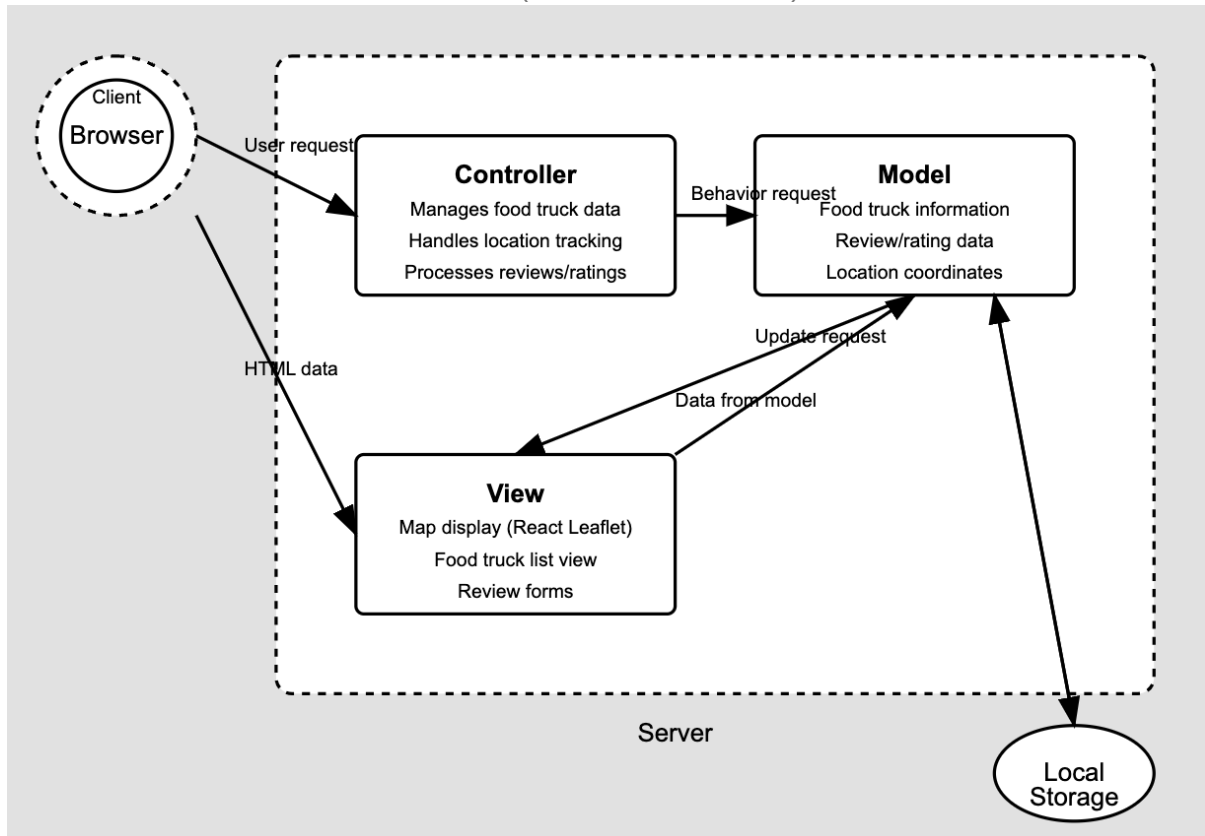 Client
Browser
User request
Controller
Manages food truck data
Handles location tracking
Processes reviews/ratings
Behavior request
Model
Food truck information
Review/rating data
Location coordinates
Update request
HTML data
Data from model
View
Map display (React Leaflet)
Food truck list view
Review forms
Server
Local
Storage